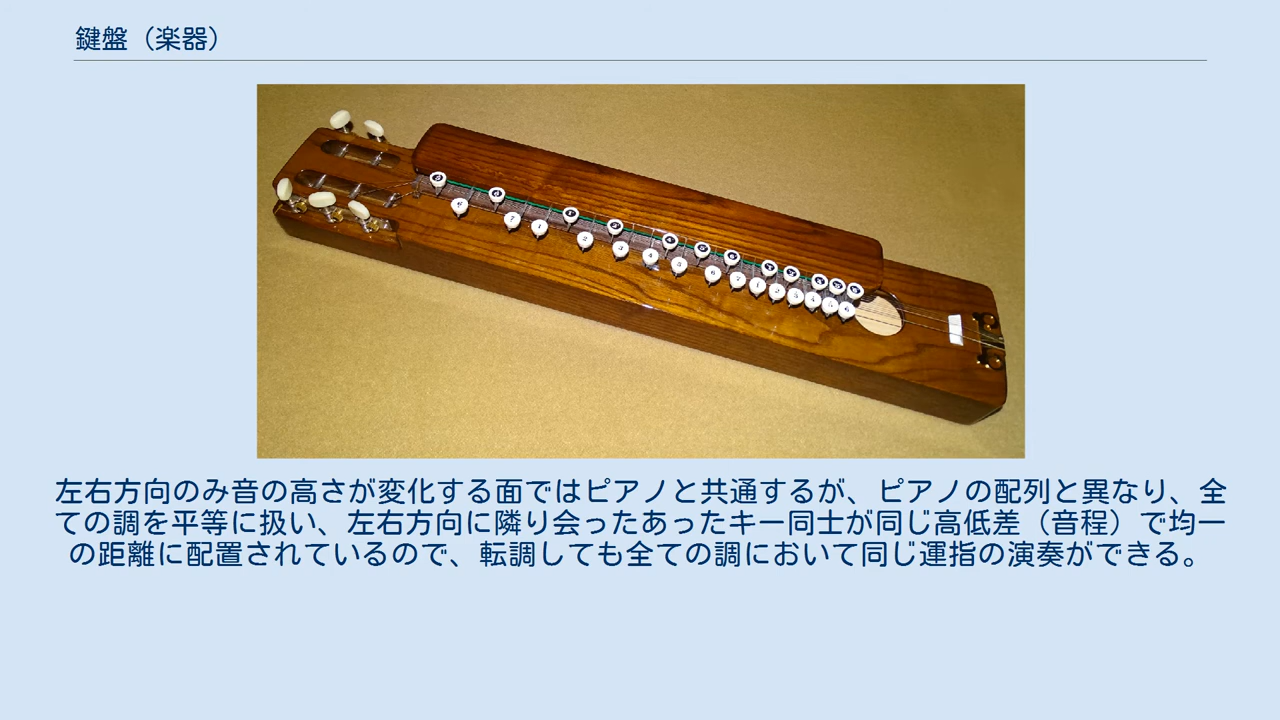 鍵盤（楽器）
左右方向のみ音の高さが変化する面ではピアノと共通するが、ピアノの配列と異なり、全
ての調を平等に扱い、左右方向に隣り会ったあったキー同士が同じ高低差（音程）で均一
の距離に配置されているので、転調しても全ての調において同じ運指の演奏ができる。